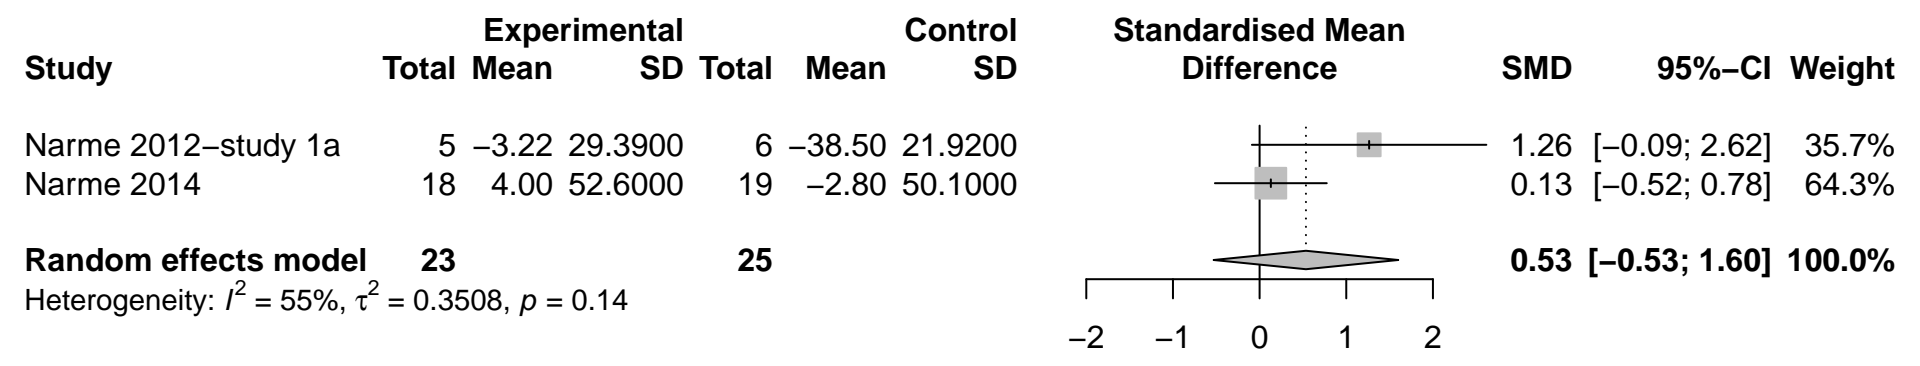 Experimental Control Standardised Mean
Study Total Mean SD Total Mean SD Difference SMD 95%−CI Weight
Narme 2012−study 1a 5 −3.22 29.3900 6 −38.50 21.9200 1.26 [−0.09; 2.62] 35.7%
Narme 2014 18 4.00 52.6000 19 −2.80 50.1000 0.13 [−0.52; 0.78] 64.3%
Random effects model 23 25 0.53 [−0.53; 1.60] 100.0%
Heterogeneity: I² = 55%, τ² = 0.3508, p = 0.14
−2 −1 0 1 2